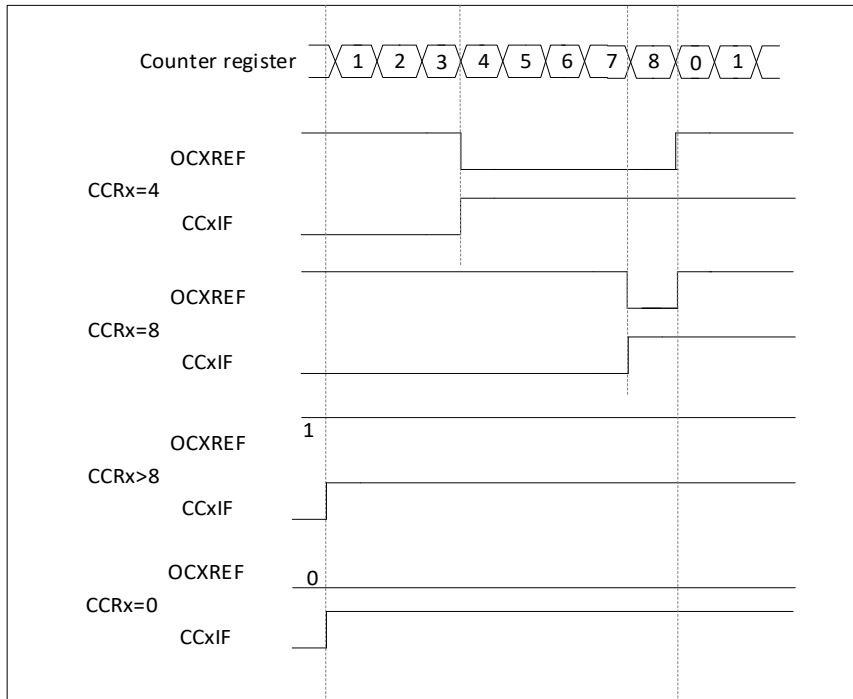 Counter register 1 2 3 4 5 6 7 8 0 1
OCXREF
CCRx=4
CCxIF
OCXREF
CCRx=8
CCxIF
1
OCXREF
CCRx>8
CCxIF
OCXREF 0
CCRx=0
CCxIF